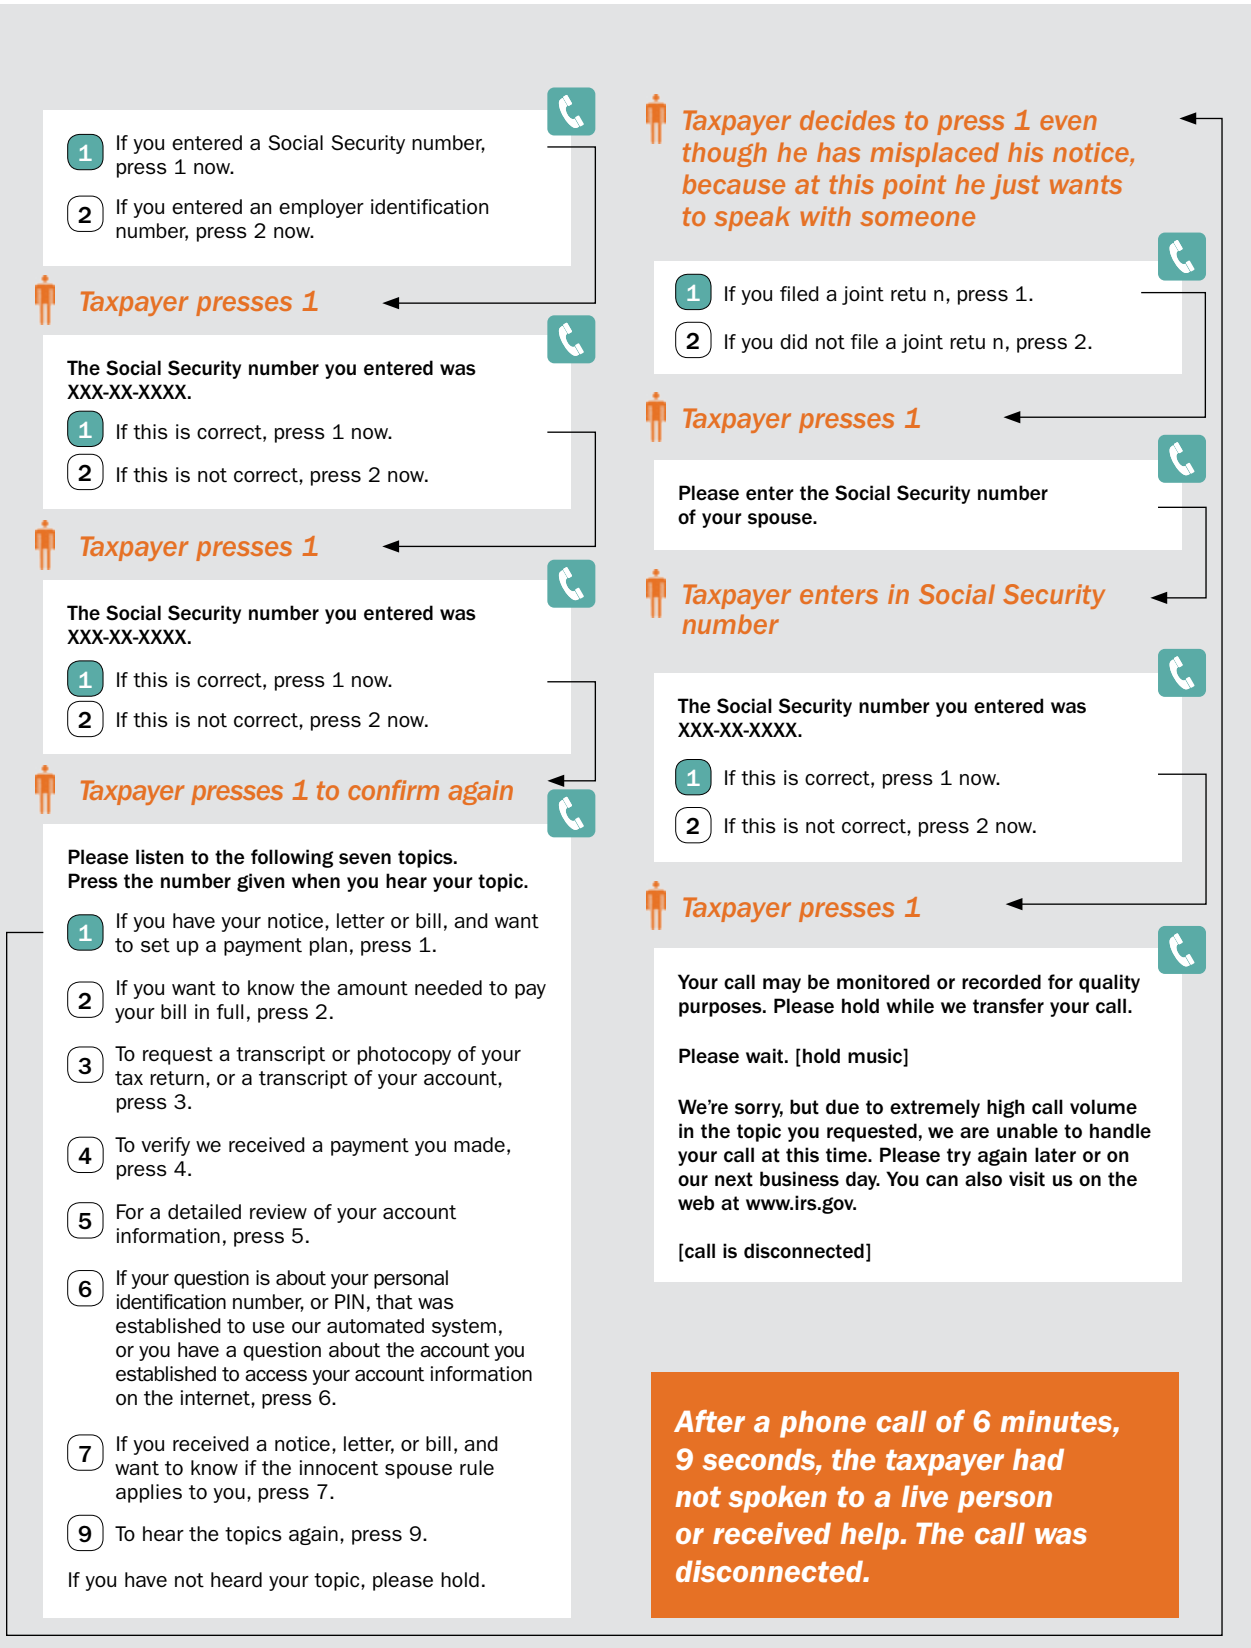 1 If you entered a Social Security number,
press 1 now.
2 If you entered an employer identification
number, press 2 now.
Taxpayer presses 1
The Social Security number you entered was
XXX-XX-XXXX.
1 If this is correct, press 1 now.
2 If this is not correct, press 2 now.
Taxpayer presses 1
The Social Security number you entered was
XXX-XX-XXXX.
1 If this is correct, press 1 now.
2 If this is not correct, press 2 now.
Taxpayer presses 1 to confirm again
Please listen to the following seven topics.
Press the number given when you hear your topic.
1 If you have your notice, letter or bill, and want
to set up a payment plan, press 1.
2 If you want to know the amount needed to pay
your bill in full, press 2.
3 To request a transcript or photocopy of your
tax return, or a transcript of your account,
press 3.
4 To verify we received a payment you made,
press 4.
5 For a detailed review of your account
information, press 5.
6 If your question is about your personal
identification number, or PIN, that was
established to use our automated system,
or you have a question about the account you
established to access your account information
on the internet, press 6.
7 If you received a notice, letter, or bill, and
want to know if the innocent spouse rule
applies to you, press 7.
9 To hear the topics again, press 9.
If you have not heard your topic, please hold.
Taxpayer decides to press 1 even
though he has misplaced his notice,
because at this point he just wants
to speak with someone
1 If you filed a joint retu n, press 1.
2 If you did not file a joint retu n, press 2.
Taxpayer presses 1
Please enter the Social Security number
of your spouse.
Taxpayer enters in Social Security
number
The Social Security number you entered was
XXX-XX-XXXX.
1 If this is correct, press 1 now.
2 If this is not correct, press 2 now.
Taxpayer presses 1
Your call may be monitored or recorded for quality
purposes. Please hold while we transfer your call.
Please wait. [hold music]
We're sorry, but due to extremely high call volume
in the topic you requested, we are unable to handle
your call at this time. Please try again later or on
our next business day. You can also visit us on the
web at www.irs.gov.
[call is disconnected]
After a phone call of 6 minutes,
9 seconds, the taxpayer had
not spoken to a live person
or received help. The call was
disconnected.